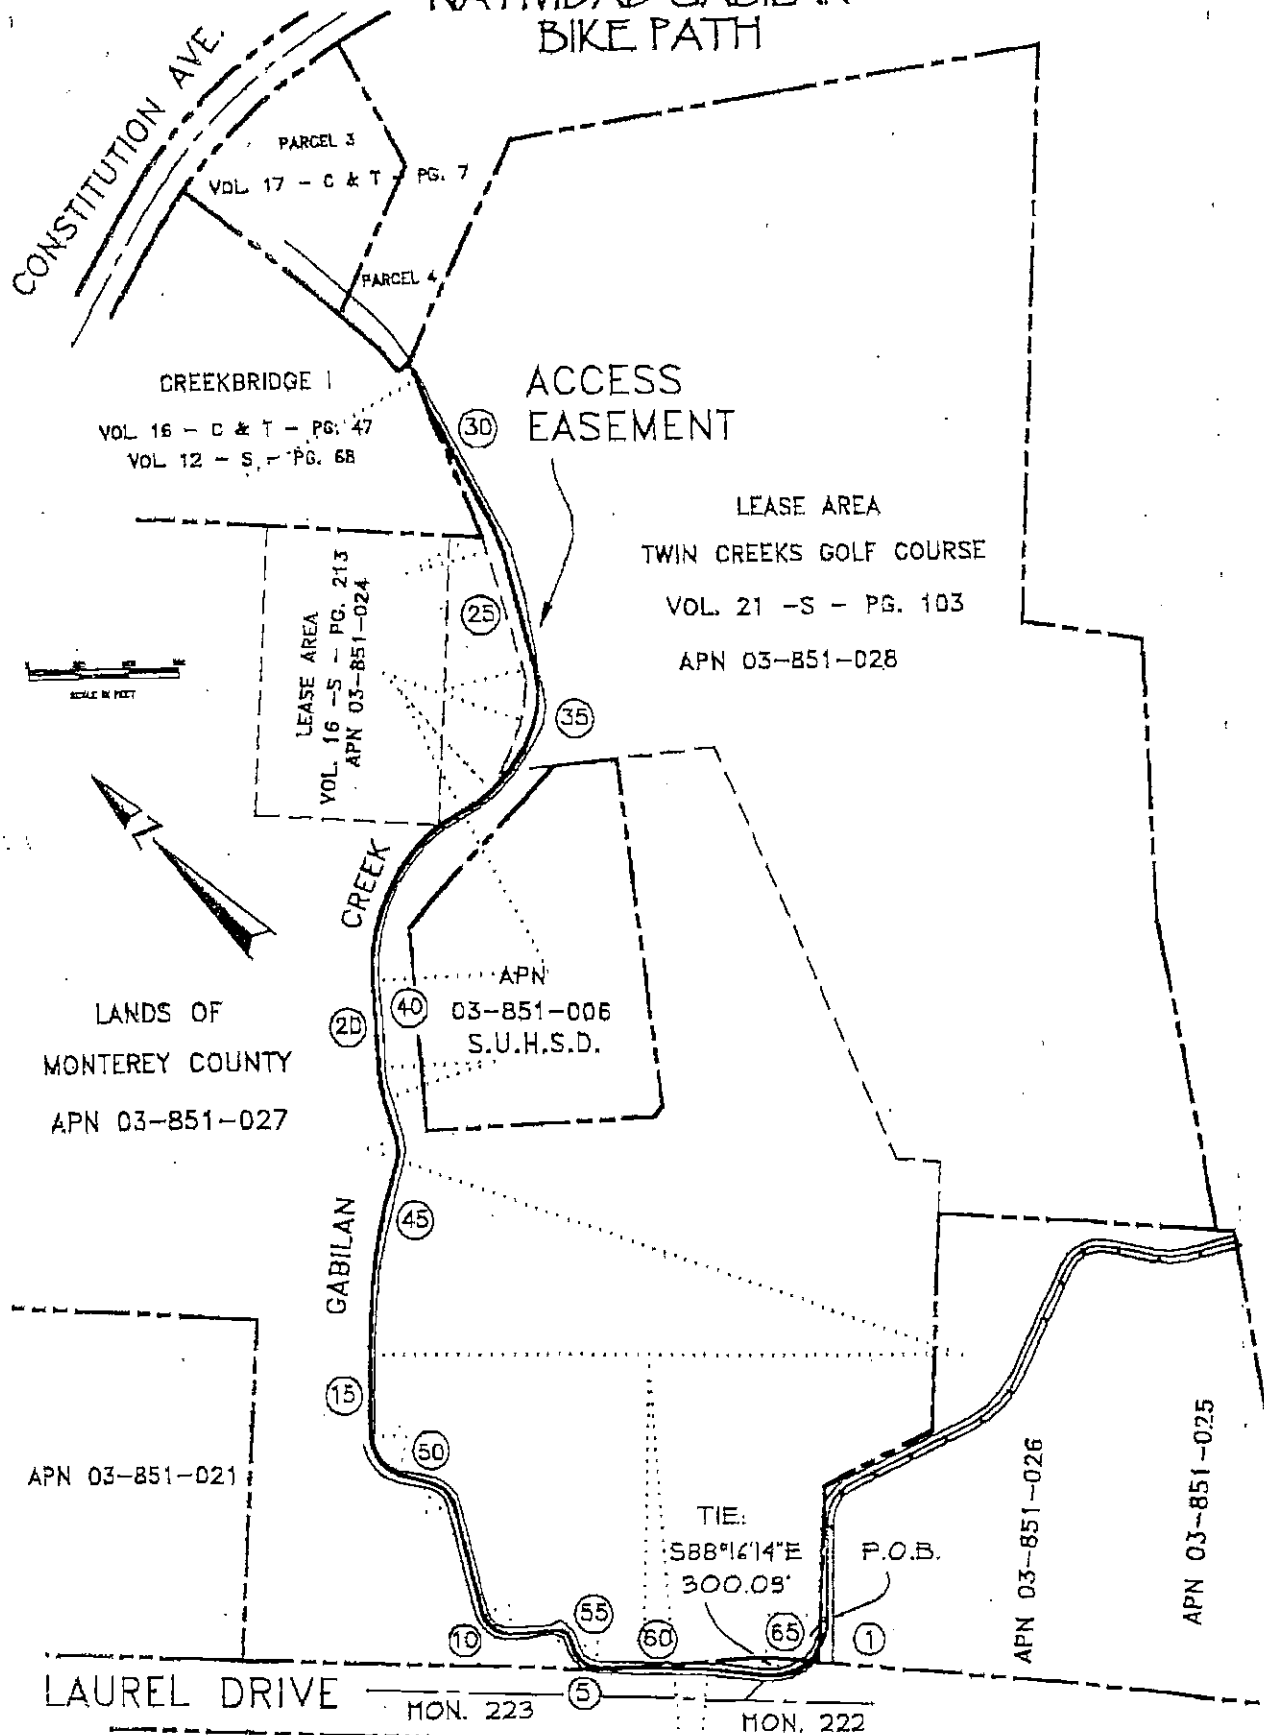 BIKE PATH
CONSTITUTION AVE.
PARCEL 3
VOL. 17 - C & T - PG. 7
PARCEL 4
CREEKBRIDGE 1
VOL 16 - C & T - PG. 47
VOL 12 - S - PG. 68
ACCESS
EASEMENT
30
LEASE AREA
TWIN CREEKS GOLF COURSE
VOL. 21 -S - PG. 103
APN 03-851-028
LEASE AREA
VOL. 16 -S - PG. 213
APN 03-851-024
25
SCALE IN FEET
35
N
CREEK
APN
03-851-006
S.U.H.S.D.
40
20
LANDS OF
MONTEREY COUNTY
APN 03-851-027
45
GABILAN
15
50
APN 03-851-021
TIE:
S88°16'14"E
300.09'
P.O.B.
APN 03-851-026
APN 03-851-025
10
55
60
65
1
5
LAUREL DRIVE
MON. 223
MON. 222